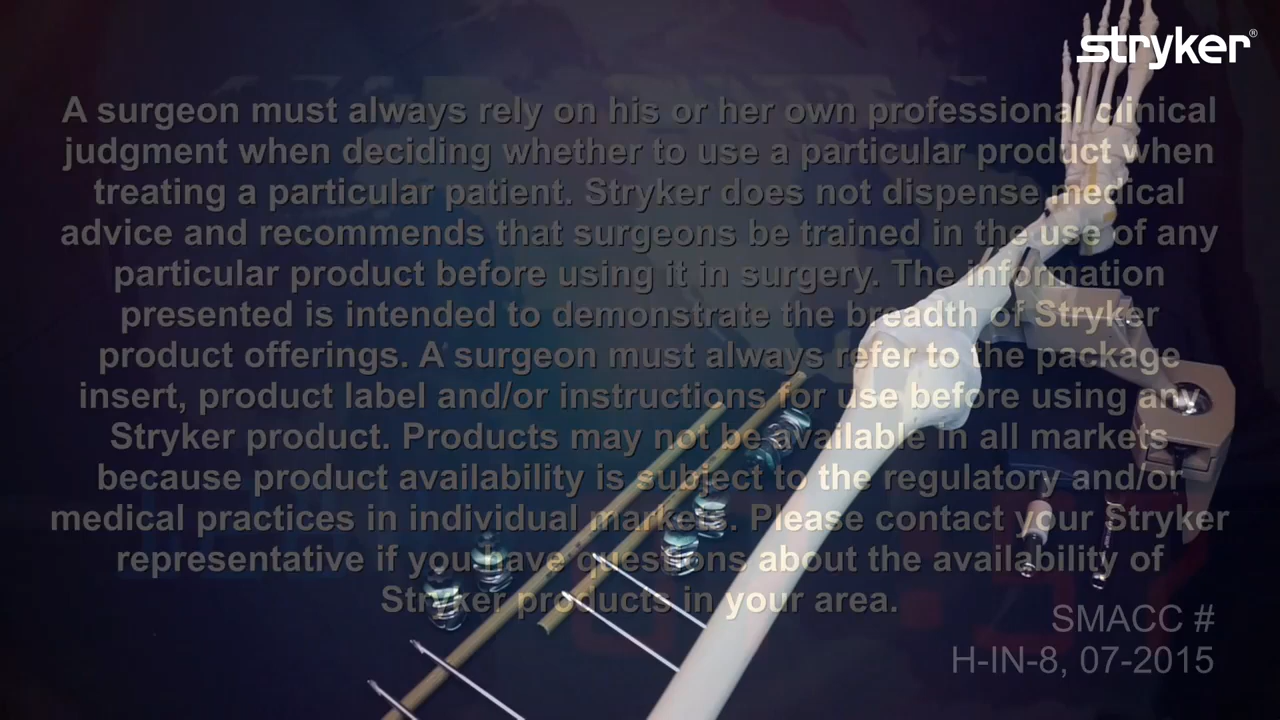 stryker®
A surgeon must always rely on his or her own professional clinical
judgment when deciding whether to use a particular product when
treating a particular patient. Stryker does not dispense medical
advice and recommends that surgeons be trained in the use of any
particular product before using it in surgery. The information
presented is intended to demonstrate the breadth of Stryker
product offerings. A surgeon must always refer to the package
insert, product label and/or instructions for use before using any
Stryker product. Products may not be available in all markets
because product availability is subject to the regulatory and/or
medical practices in individual markets. Please contact your Stryker
representative if you have questions about the availability of
Stryker products in your area.
SMACC #
H-IN-8, 07-2015